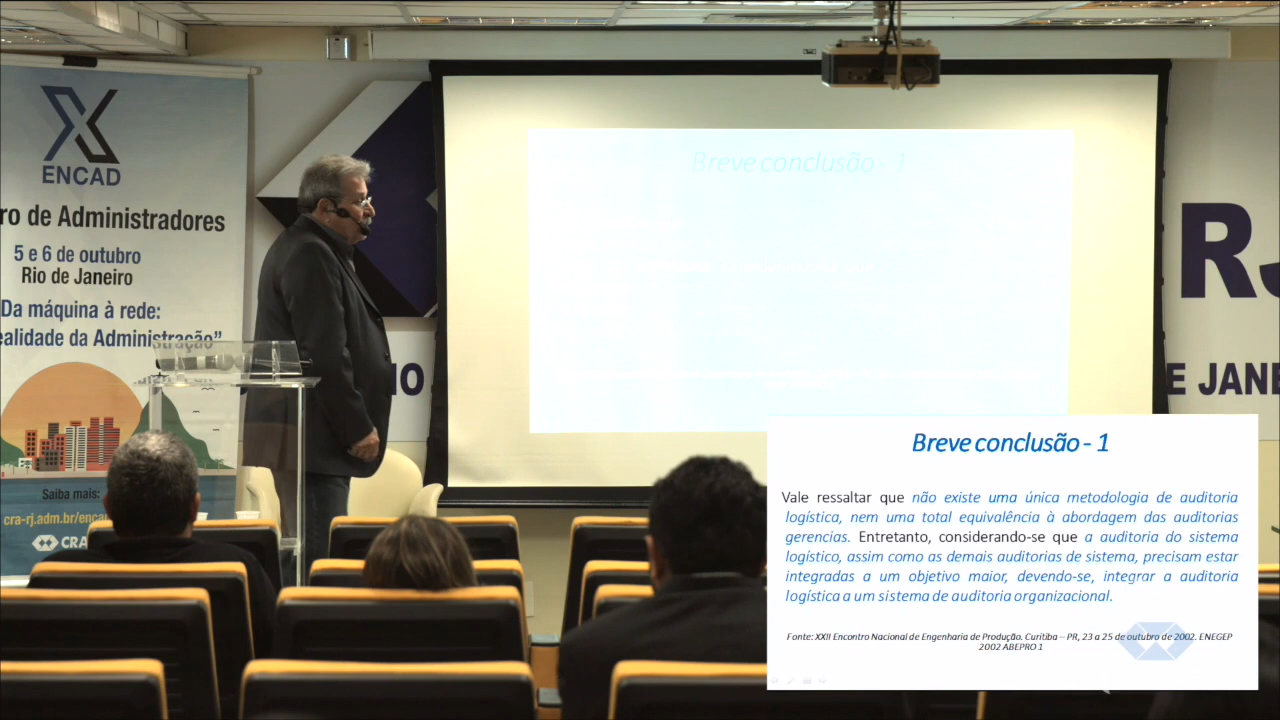 ENCAD
ro de Administradores
5 e 6 de outubro
Rio de Janeiro
Da máquina à rede:
ealidade da Administração”
Saiba mais:
cra-rj.adm.br/enca
CRA
Breve conclusão - 1
RJ
IO
E JANE
Breve conclusão - 1
Vale ressaltar que não existe uma única metodologia de auditoria
logística, nem uma total equivalência à abordagem das auditorias
gerencias. Entretanto, considerando-se que a auditoria do sistema
logístico, assim como as demais auditorias de sistema, precisam estar
integradas a um objetivo maior, devendo-se, integrar a auditoria
logística a um sistema de auditoria organizacional.
Fonte: XXII Encontro Nacional de Engenharia de Produção. Curitiba – PR, 23 a 25 de outubro de 2002. ENEGEP
2002 ABEPRO 1